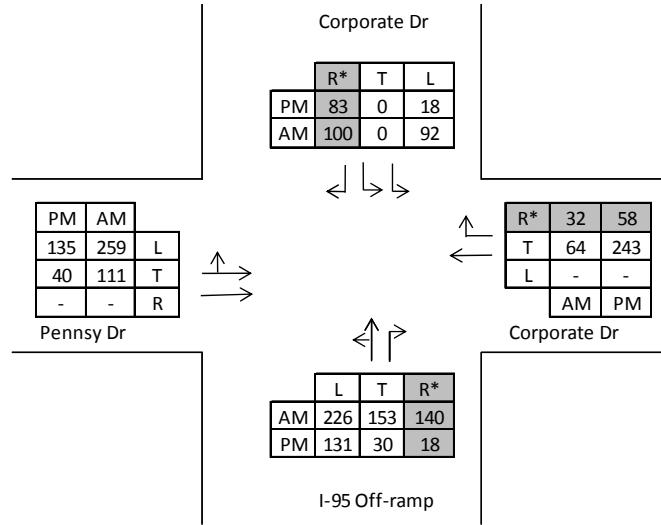 Corporate Dr
R* T L
PM 83 0 18
AM 100 0 92
PM AM
135 259 L
40 111 T
- - R
Pennsy Dr
R* 32 58
T 64 243
L - -
AM PM
Corporate Dr
L T R*
AM 226 153 140
PM 131 30 18
I-95 Off-ramp